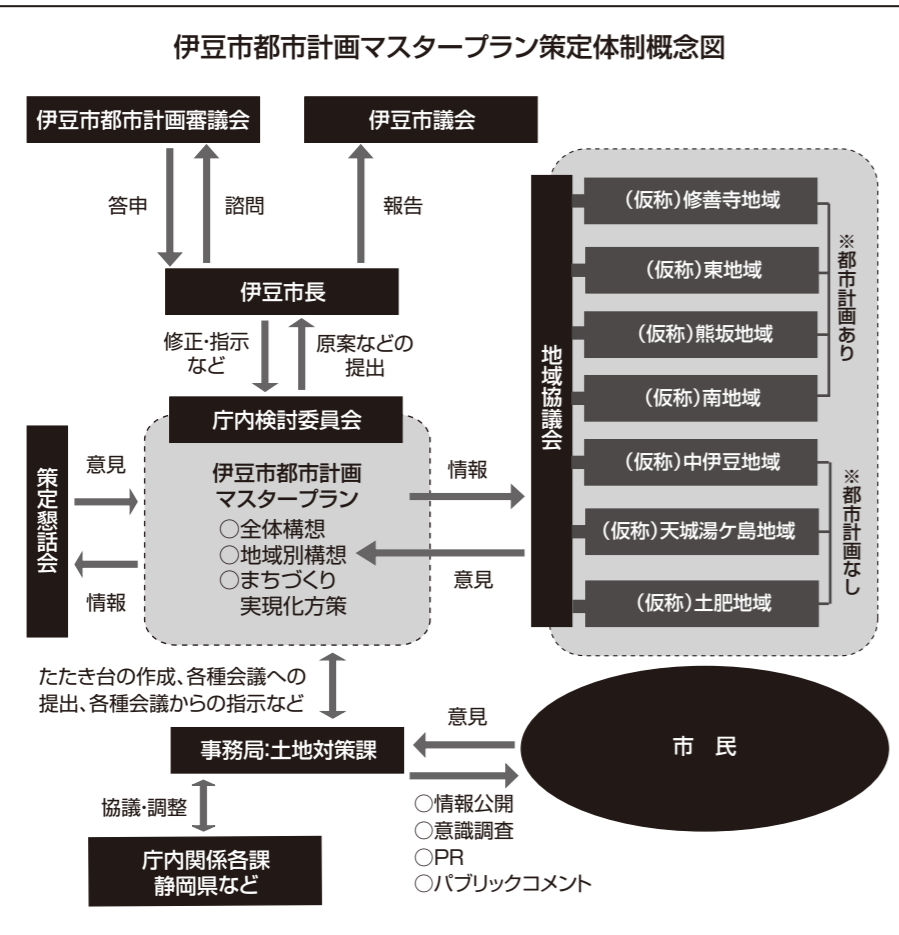 伊豆市都市計画マスタープラン策定体制概念図
伊豆市都市計画審議会
伊豆市議会
答申
諮問
報告
伊豆市長
修正・指示
など
原案などの
提出
庁内検討委員会
伊豆市都市計画
マスタープラン
○全体構想
○地域別構想
○まちづくり
実現化方策
策定懇話会
意見
情報
情報
意見
地域協議会
(仮称)修善寺地域
(仮称)東地域
(仮称)熊坂地域
(仮称)南地域
(仮称)中伊豆地域
(仮称)天城湯ケ島地域
(仮称)土肥地域
※都市計画あり
※都市計画なし
たたき台の作成、各種会議への
提出、各種会議からの指示など
事務局:土地対策課
意見
市 民
○情報公開
○意識調査
○PR
○パブリックコメント
協議・調整
庁内関係各課
静岡県など